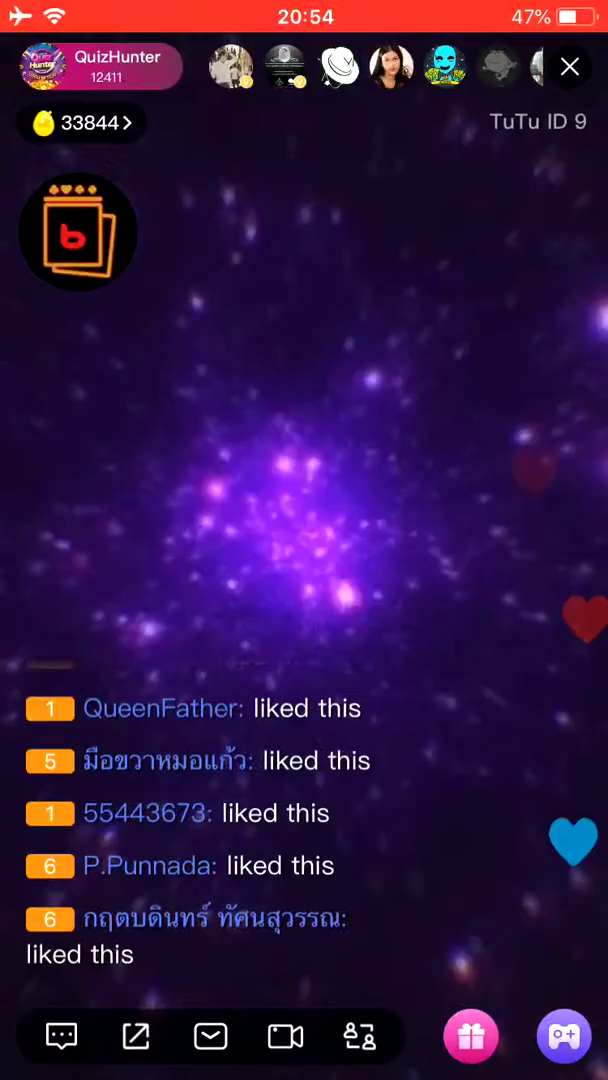 20:54
47%
QuizHunter
12411
33844
TuTu ID 9
b
1 QueenFather: liked this
5 มือขวาหมอแก้ว: liked this
1 55443673: liked this
6 P.Punnada: liked this
6 กฤตบดินทร์ ทัศนสุวรรณ:
liked this